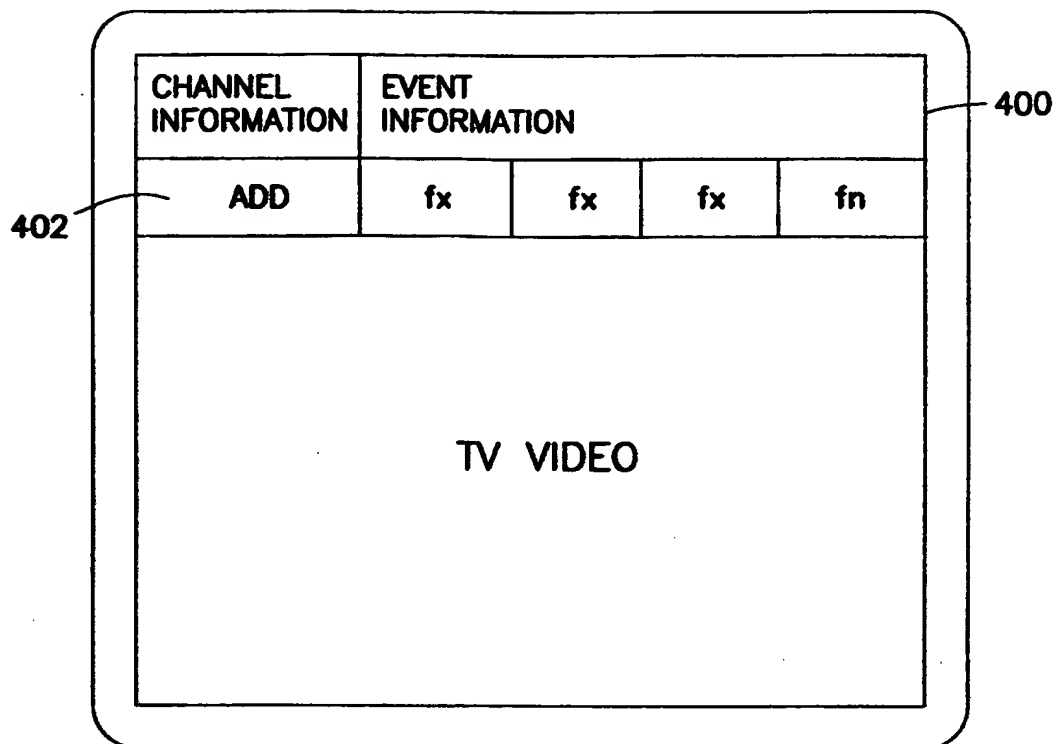 CHANNEL INFORMATION
EVENT INFORMATION
400
402
ADD fx fx fx fn
TV VIDEO